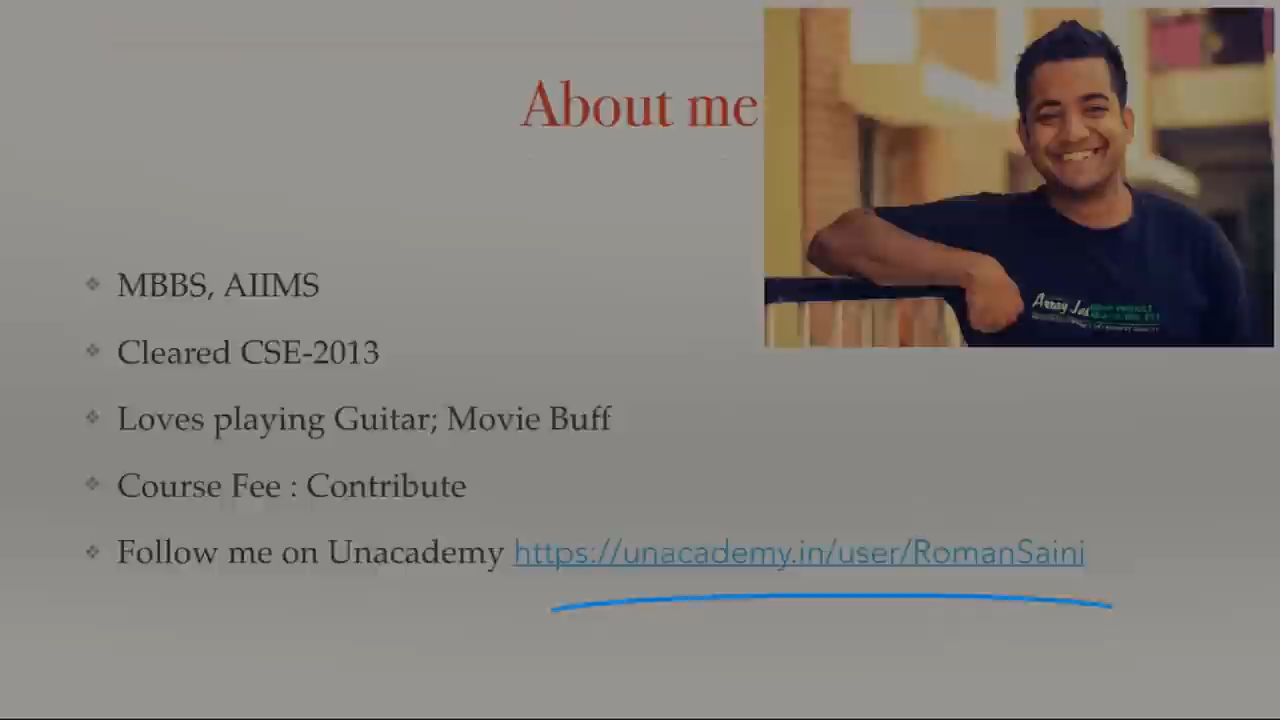 About me
MBBS, AIIMS
Cleared CSE-2013
Loves playing Guitar; Movie Buff
Course Fee : Contribute
Follow me on Unacademy https://unacademy.in/user/RomanSaini
Array